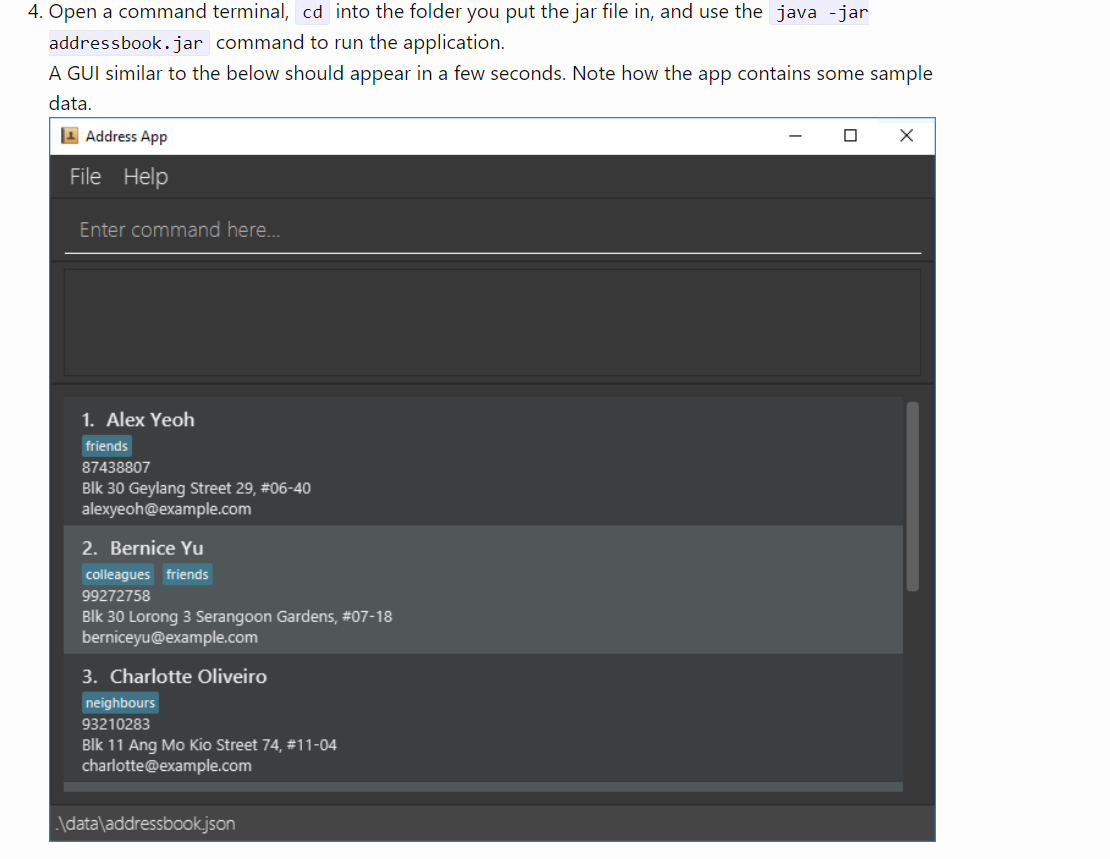 4. Open a command terminal, cd into the folder you put the jar file in, and use the java -jar
addressbook.jar command to run the application.
A GUI similar to the below should appear in a few seconds. Note how the app contains some sample
data.
Address App
File Help
Enter command here...
1. Alex Yeoh
friends
87438807
Blk 30 Geylang Street 29, #06-40
alexyeoh@example.com
2. Bernice Yu
colleagues friends
99272758
Blk 30 Lorong 3 Serangoon Gardens, #07-18
berniceyu@example.com
3. Charlotte Oliveiro
neighbours
93210283
Blk 11 Ang Mo Kio Street 74, #11-04
charlotte@example.com
.\data\addressbook.json